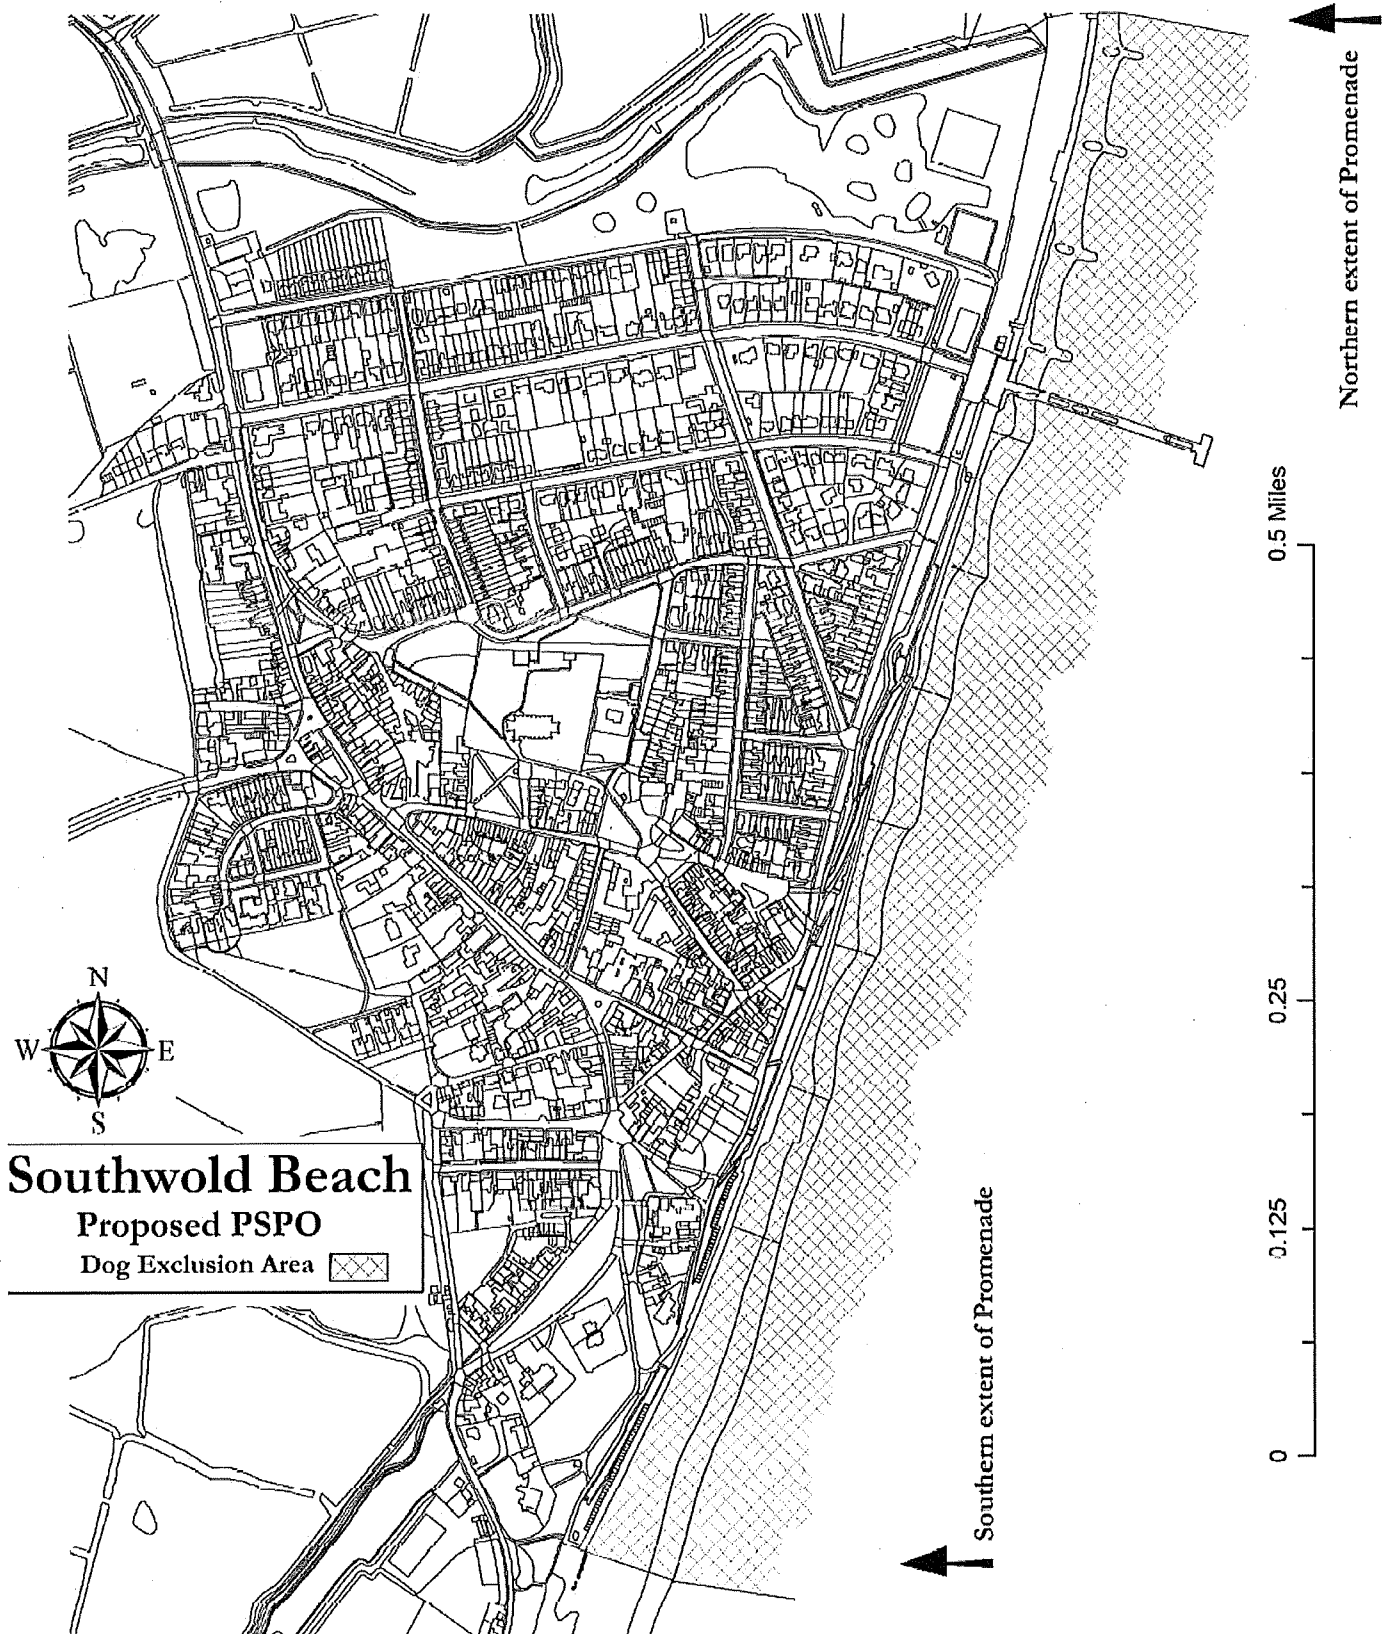 Northern extent of Promenade
0.5 Miles
0.25
0.125
0
N
W E
S
Southwold Beach
Proposed PSPO
Dog Exclusion Area
Southern extent of Promenade